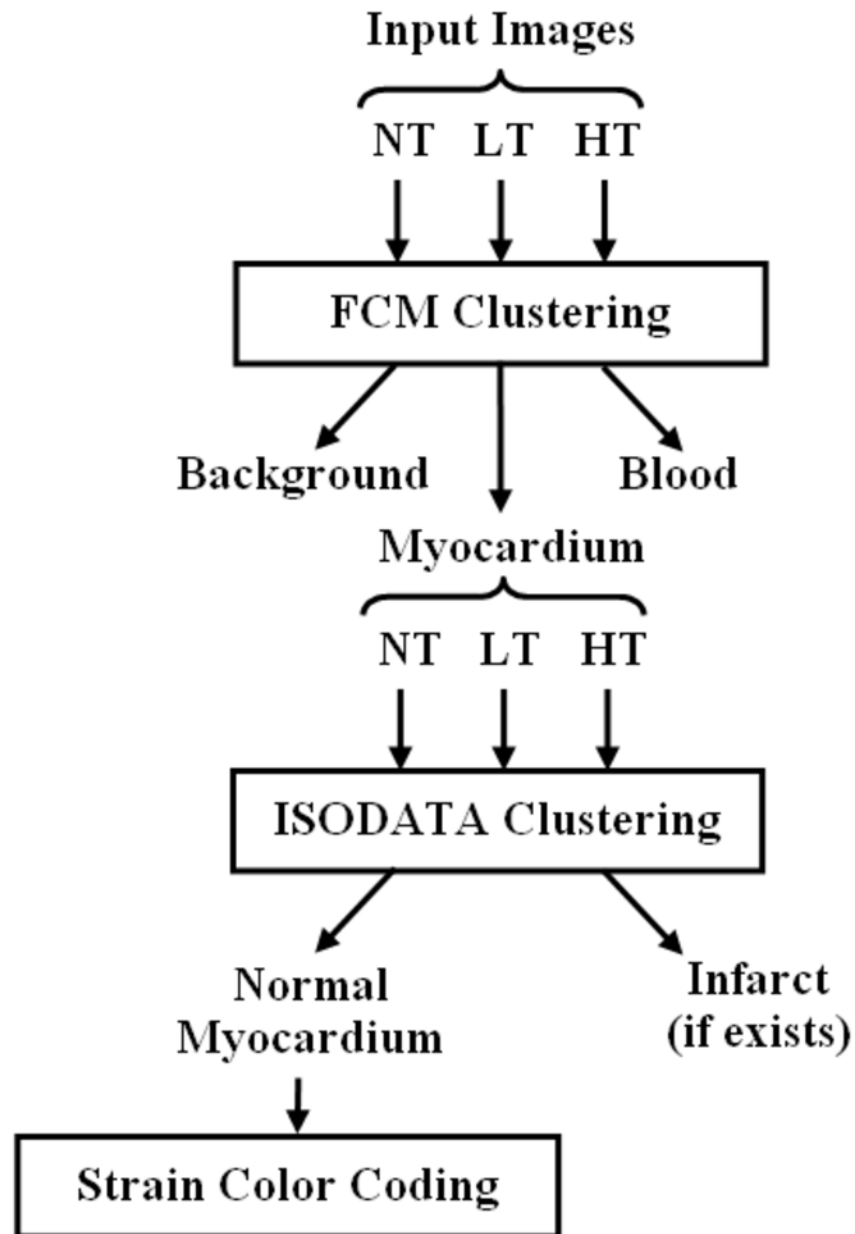 Input Images
NT LT HT
FCM Clustering
Background Blood
Myocardium
NT LT HT
ISODATA Clustering
Normal
Myocardium
Infarct
(if exists)
Strain Color Coding